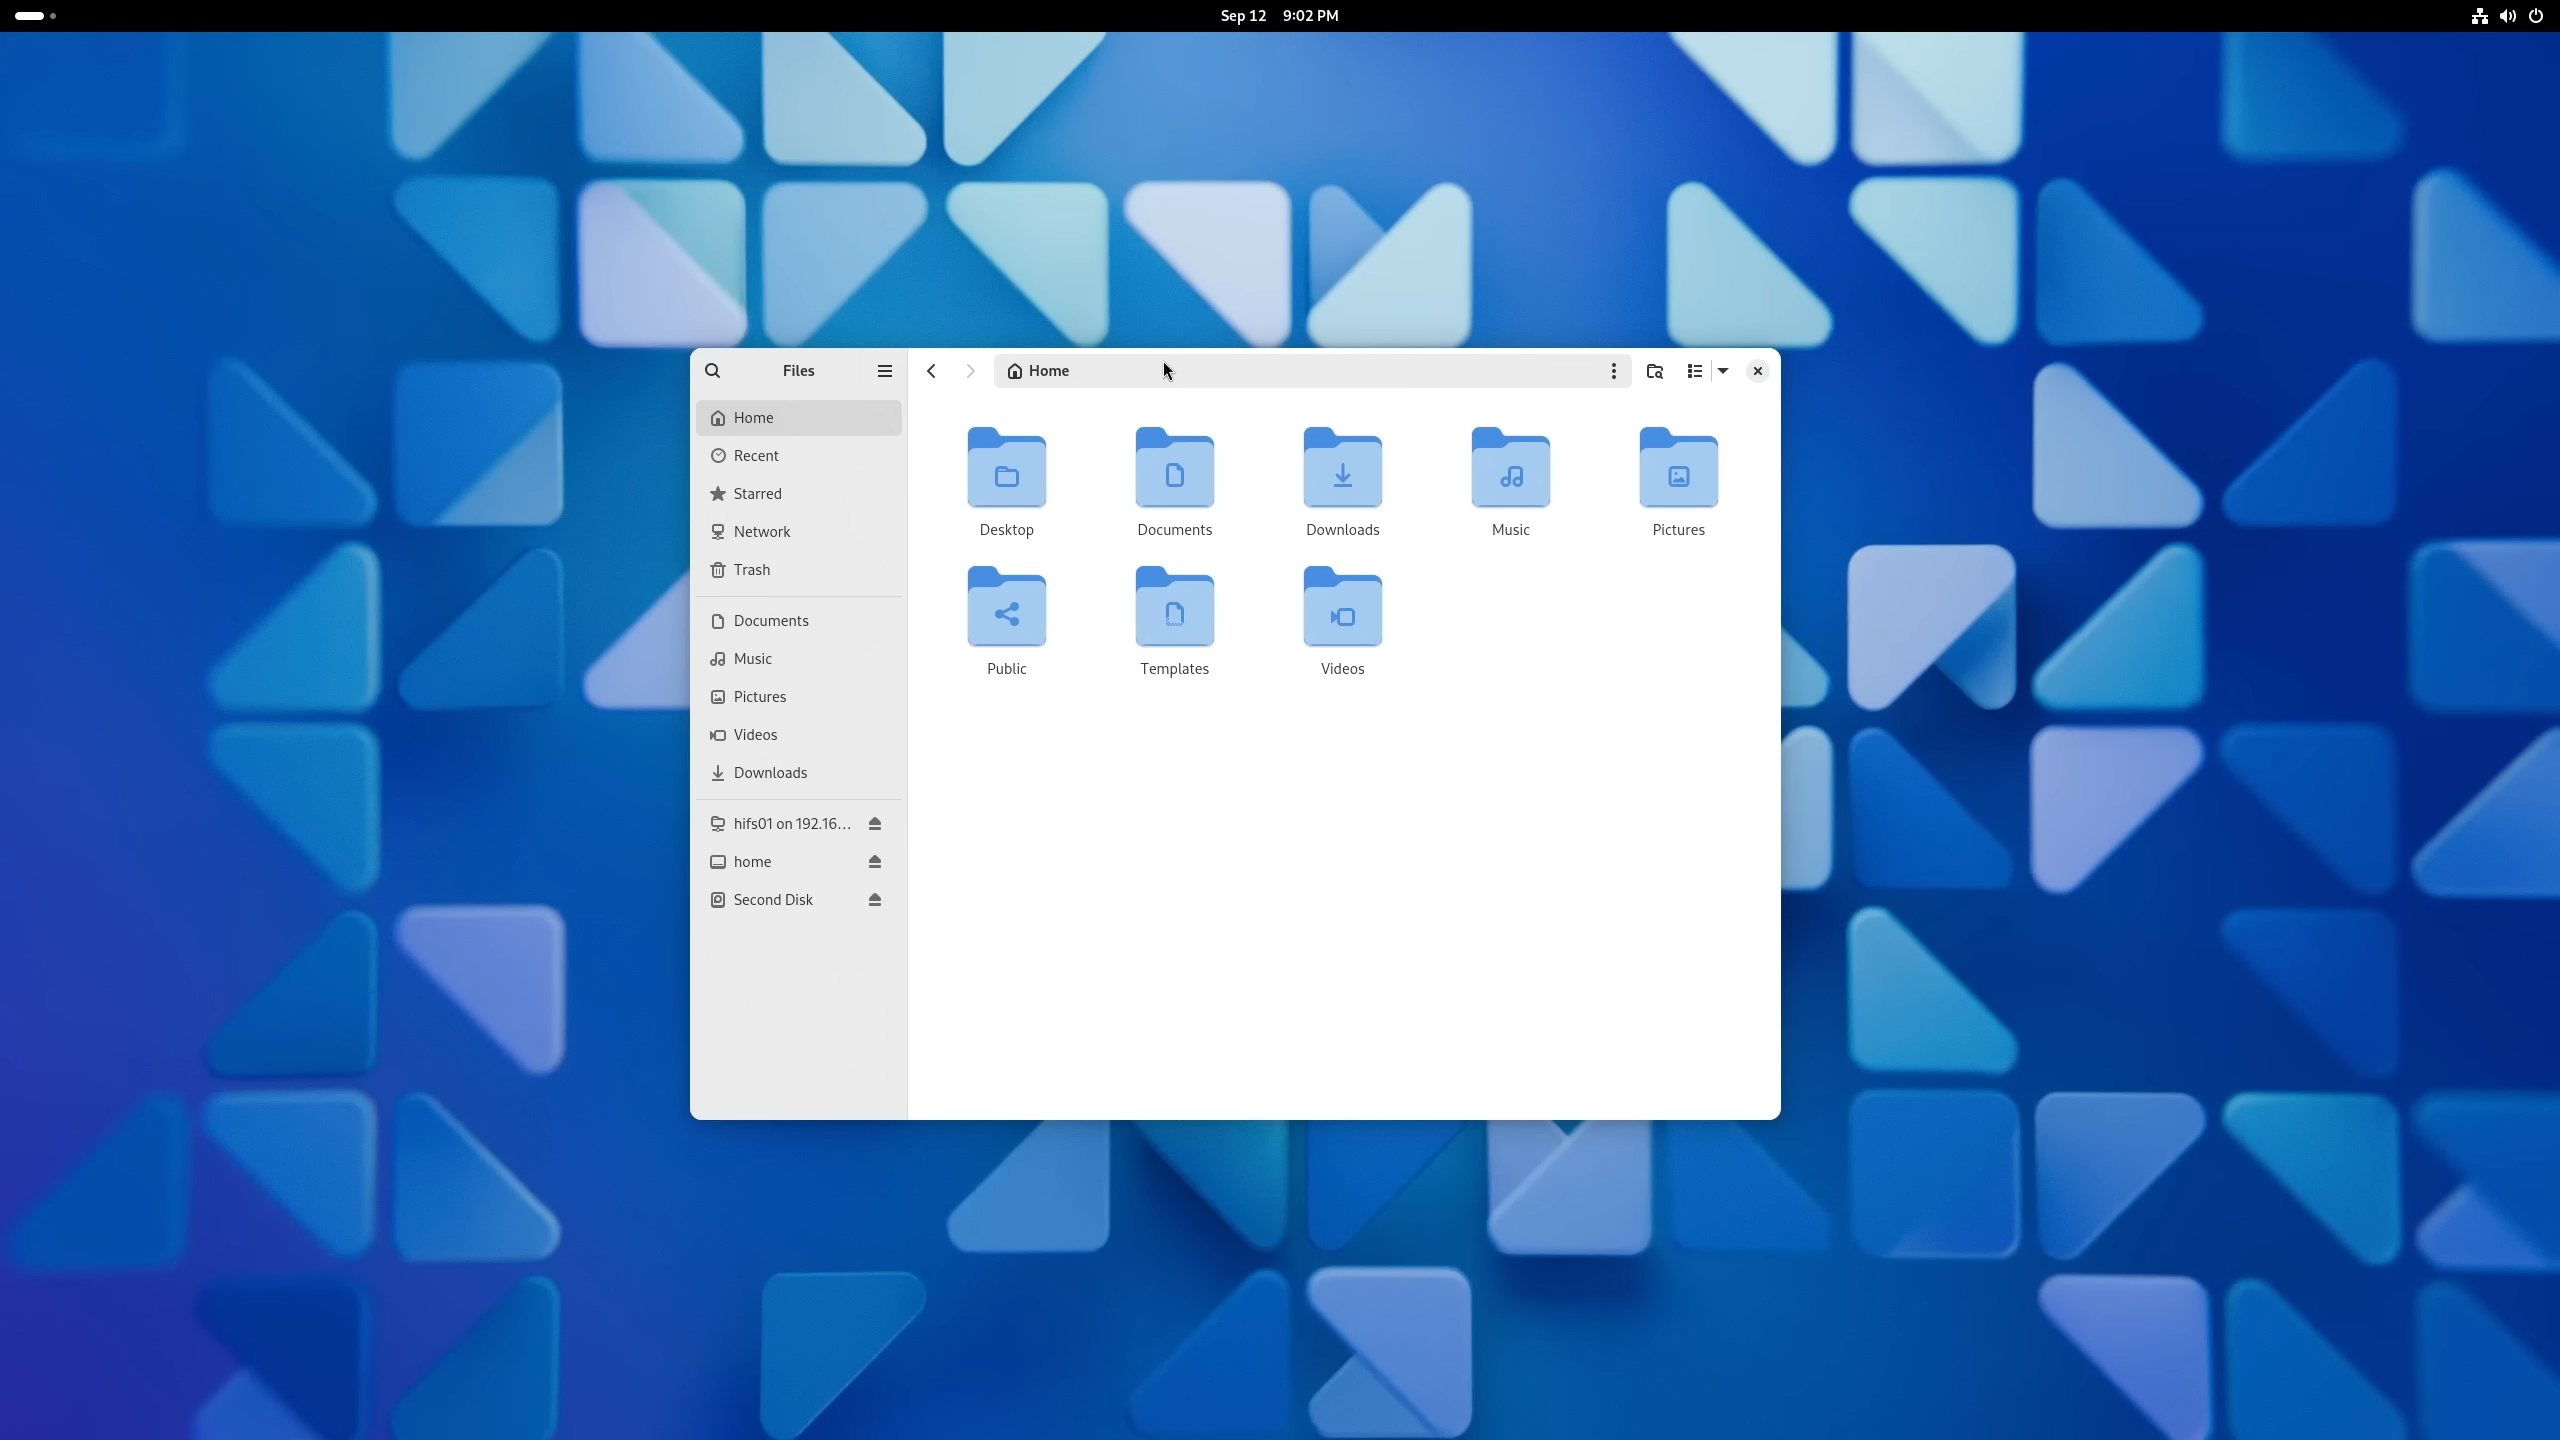 Sep 12 9:02 PM
Files
Home
Home
Recent
Starred
Network
Trash
Documents
Music
Pictures
Videos
Downloads
hifs01 on 192.16…
home
Second Disk
Desktop Documents Downloads Music Pictures
Public Templates Videos